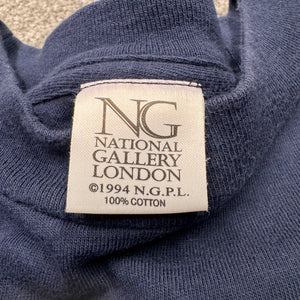 NG
NATIONAL
GALLERY
LONDON
©1994 N.G.P.L.
100% COTTON